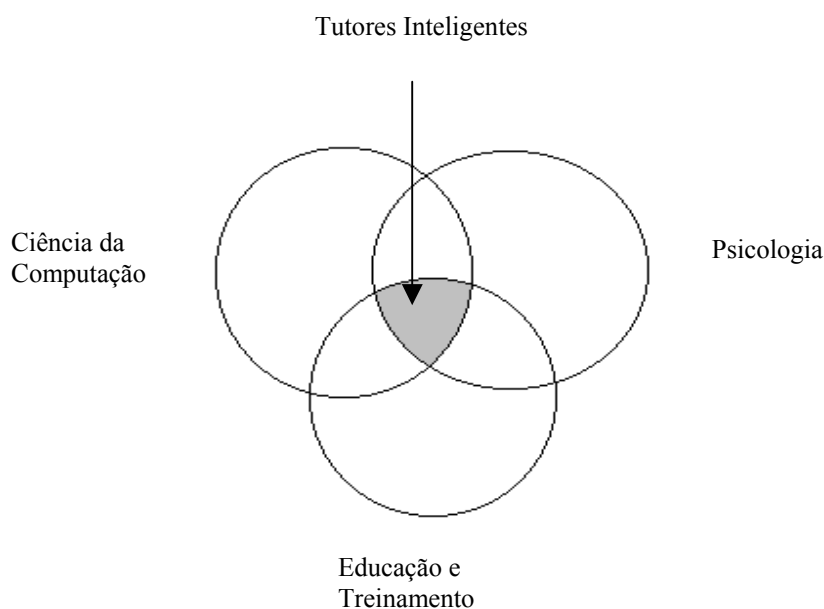 Tutores Inteligentes
Ciência da
Computação
Psicologia
Educação e
Treinamento